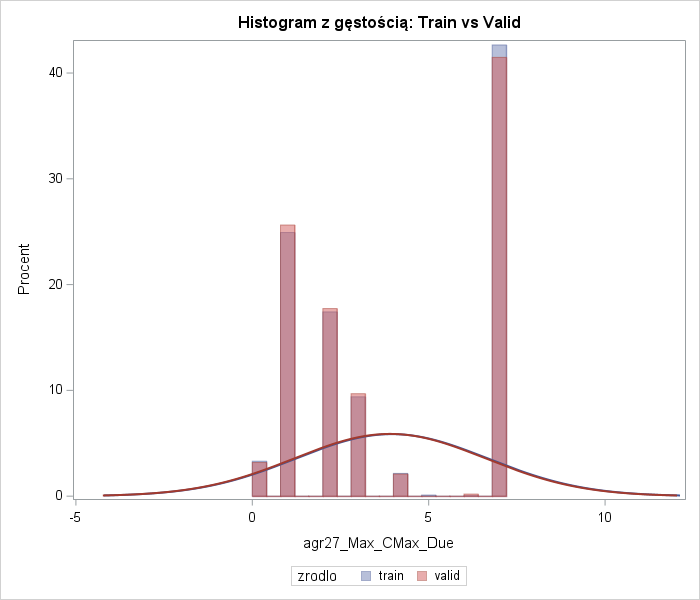 Histogram z gęstością: Train vs Valid
Procent
40
30
20
10
0
-5
0
5
10
agr27_Max_CMax_Due
zrodlo train valid